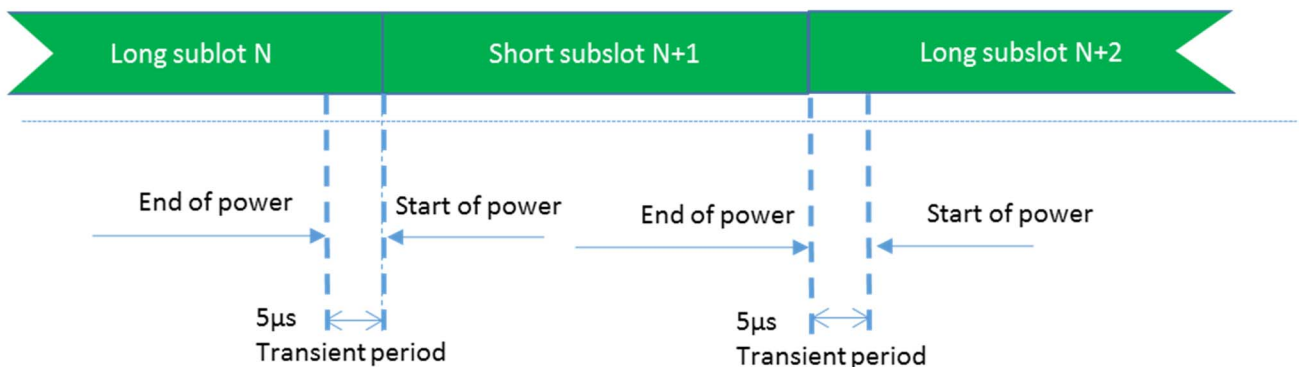 Long sublot N
Short subslot N+1
Long subslot N+2
End of power
Start of power
End of power
Start of power
5µs
Transient period
5µs
Transient period